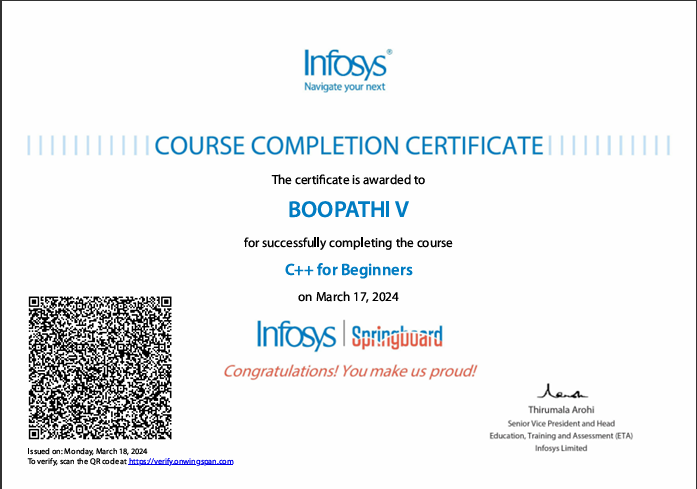 Infosys®
Navigate your next
COURSE COMPLETION CERTIFICATE
The certificate is awarded to
BOOPATHI V
for successfully completing the course
C++ for Beginners
on March 17, 2024
Infosys | Springboard
Congratulations! You make us proud!
Thirumala Arohi
Senior Vice President and Head
Education, Training and Assessment (ETA)
Infosys Limited
Issued on: Monday, March 18, 2024
To verify, scan the QR code at https://verify.onwingspan.com